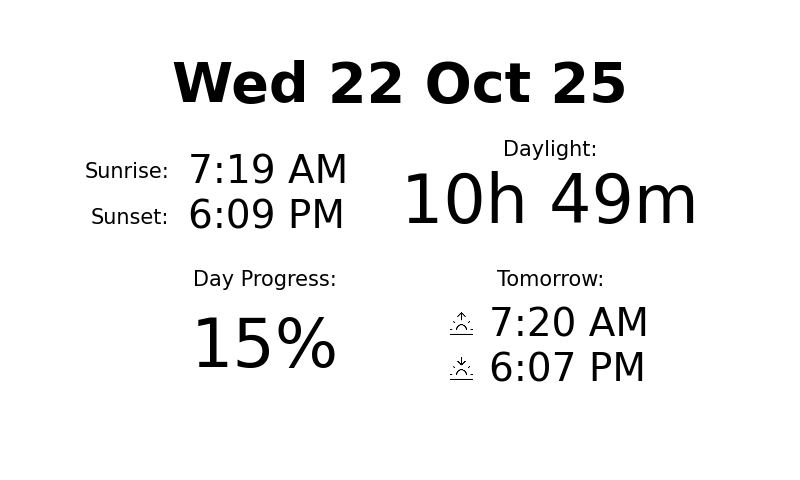 Wed 22 Oct 25
Sunrise: 7:19 AM
Sunset: 6:09 PM
Daylight:
10h 49m
Day Progress:
15%
Tomorrow:
7:20 AM
6:07 PM